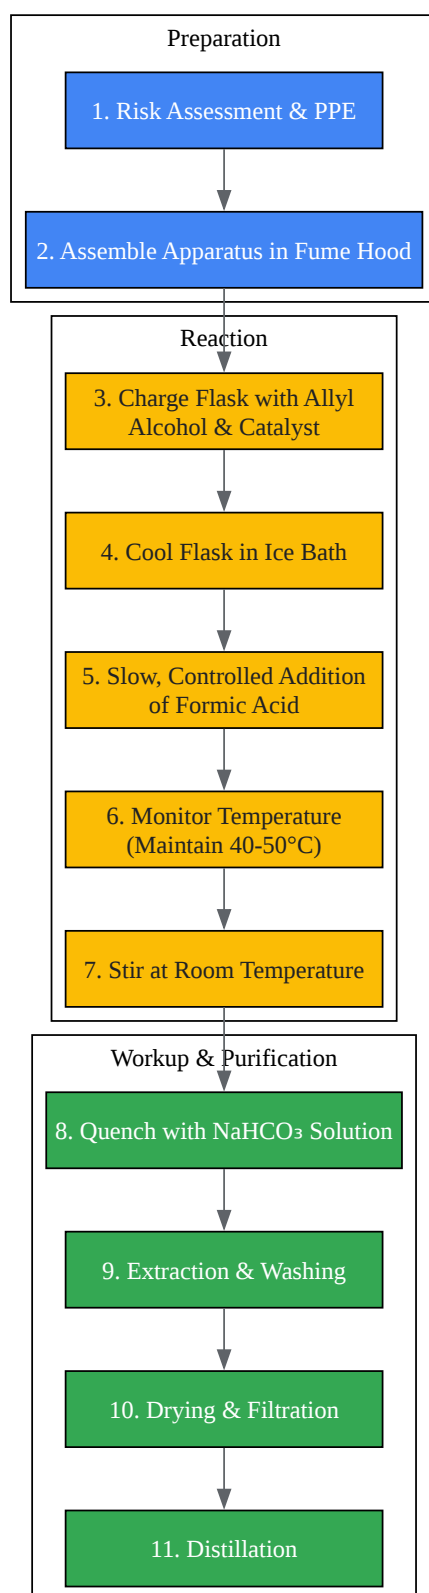 Preparation
1. Risk Assessment & PPE
2. Assemble Apparatus in Fume Hood
Reaction
3. Charge Flask with Allyl
Alcohol & Catalyst
4. Cool Flask in Ice Bath
5. Slow, Controlled Addition
of Formic Acid
6. Monitor Temperature
(Maintain 40-50°C)
7. Stir at Room Temperature
Workup & Purification
8. Quench with NaHCO₃ Solution
9. Extraction & Washing
10. Drying & Filtration
11. Distillation